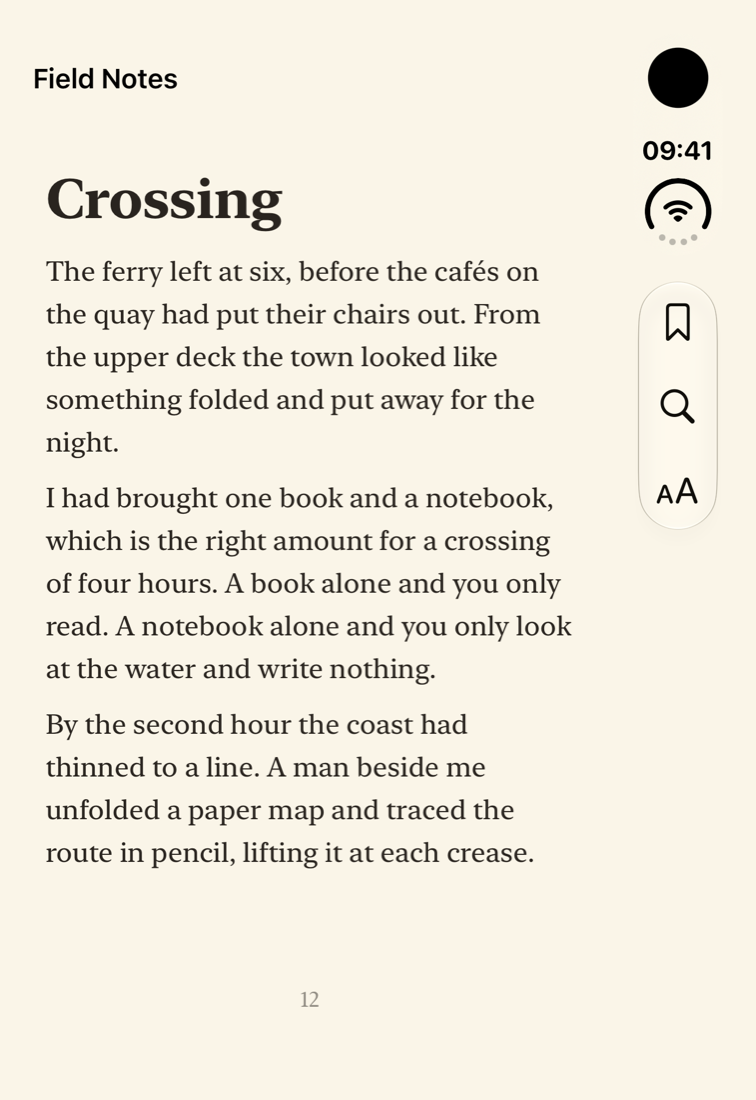 Field Notes
09:41
Crossing
The ferry left at six, before the cafés on
the quay had put their chairs out. From
the upper deck the town looked like
something folded and put away for the
night.
I had brought one book and a notebook,
which is the right amount for a crossing
of four hours. A book alone and you only
read. A notebook alone and you only look
at the water and write nothing.
By the second hour the coast had
thinned to a line. A man beside me
unfolded a paper map and traced the
route in pencil, lifting it at each crease.
AA
12